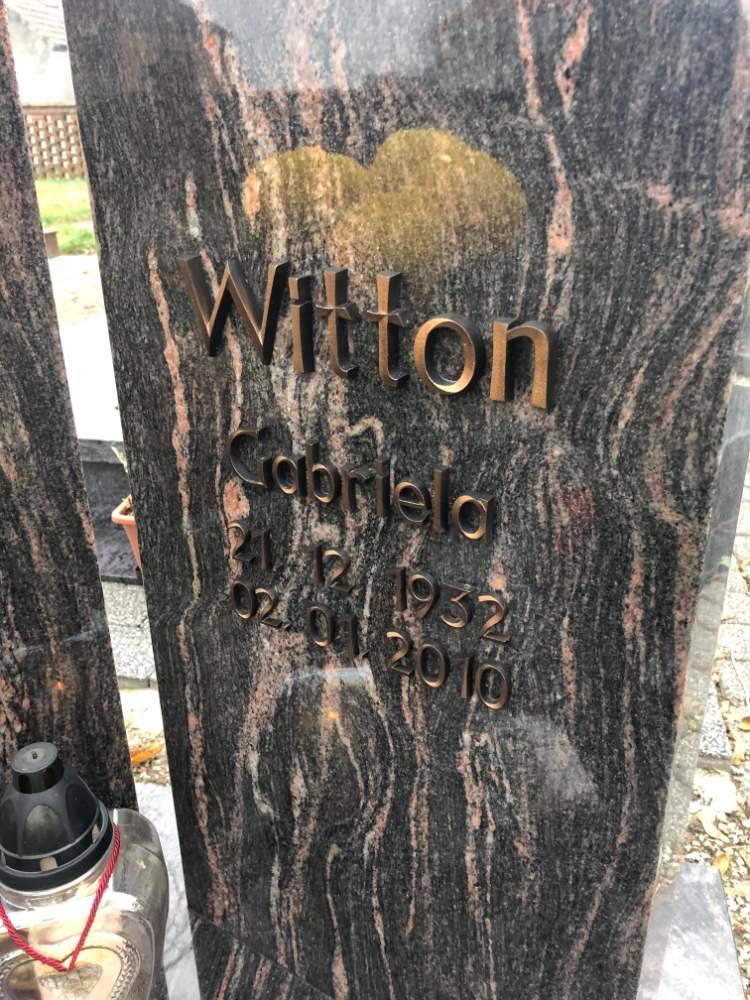 Witton
Gabriela
21. 12. 1932
02. 01. 2010